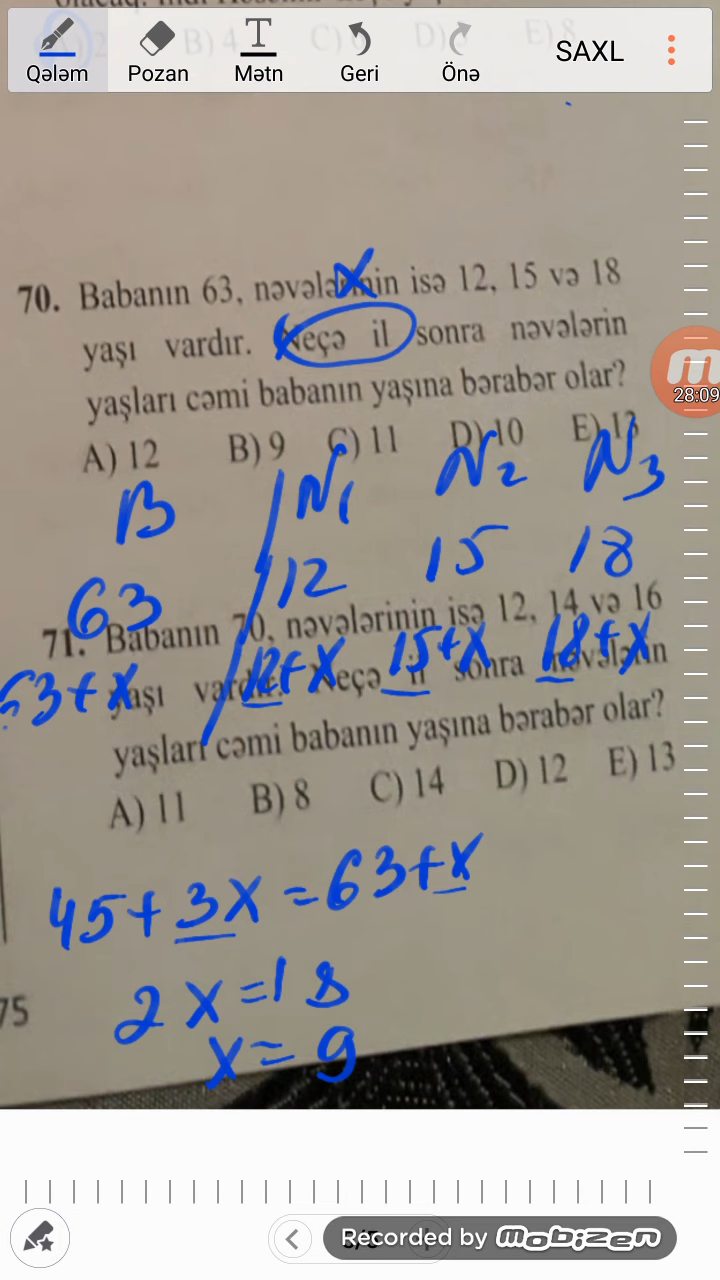 Qələm Pozan Mətn Geri Önə SAXL
28:09
70. Babanın 63, nəvələrinin isə 12, 15 və 18
yaşı vardır. Neçə il sonra nəvələrin
yaşları cəmi babanın yaşına bərabər olar?
A) 12 B) 9 C) 11 D) 10 E) 13
X
B N1 N2 N3
63 12 15 18
63+X 12+X 15+X 18+X
71. Babanın 70, nəvələrinin isə 12, 14 və 16
yaşı vardır. Neçə il sonra nəvələrin
yaşları cəmi babanın yaşına bərabər olar?
A) 11 B) 8 C) 14 D) 12 E) 13
45+3X=63+X
2X=18
X=9
75
Recorded by mobizen